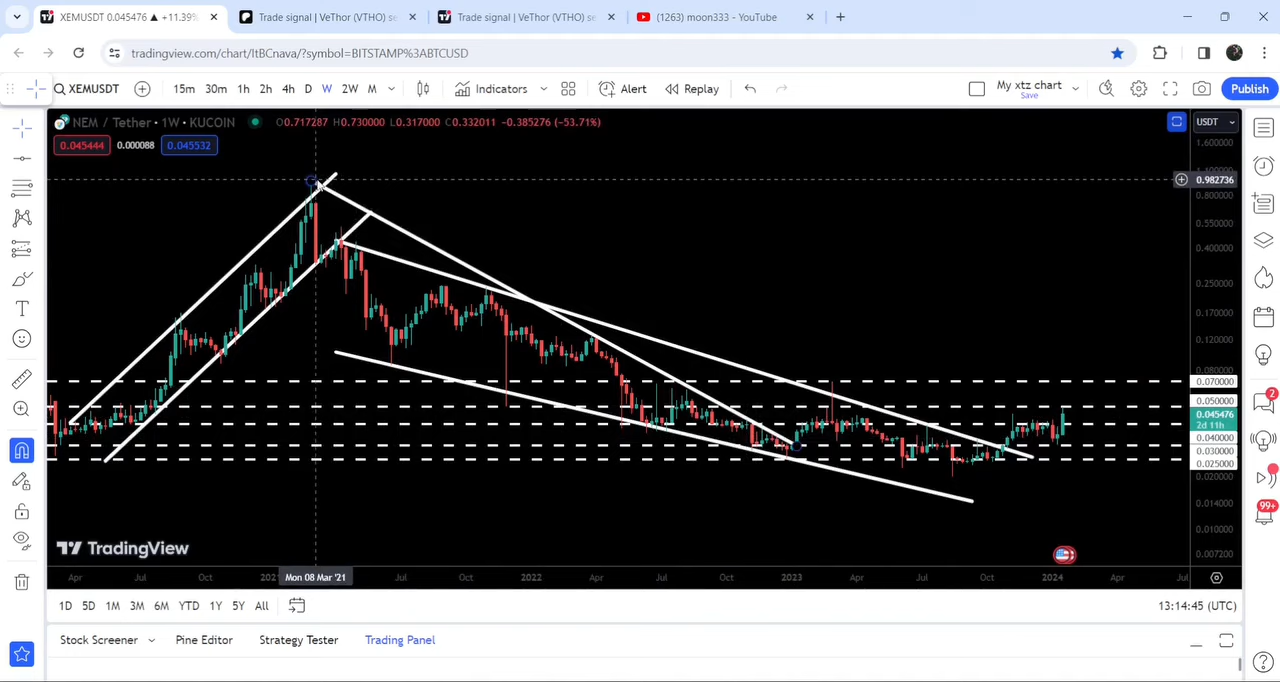 XEMUSDT 0.045476 ▲ +11.39%
Trade signal | VeThor (VTHO) se
Trade signal | VeThor (VTHO) se
(1263) moon333 - YouTube
tradingview.com/chart/ItBCnava/?symbol=BITSTAMP%3ABTCUSD
XEMUSDT 15m 30m 1h 2h 4h D W 2W M Indicators Alert Replay My xtz chart Save Publish
NEM / Tether • 1W • KUCOIN O0.717287 H0.730000 L0.317000 C0.332011 -0.385276 (-53.71%) USDT
0.045444 0.000088 0.045532
1.600000
0.982736
0.800000
0.550000
0.400000
0.250000
0.170000
0.120000
0.070000
0.050000
0.045476
2d 11h
0.040000
0.030000
0.025000
0.020000
0.014000
0.010000
0.007200
2
99+
TradingView
Apr Jul Oct 2021 Mon 08 Mar '21 Jul Oct 2022 Apr Jul Oct 2023 Apr Jul Oct 2024 Apr Jul
1D 5D 1M 3M 6M YTD 1Y 5Y All 13:14:45 (UTC)
Stock Screener Pine Editor Strategy Tester Trading Panel